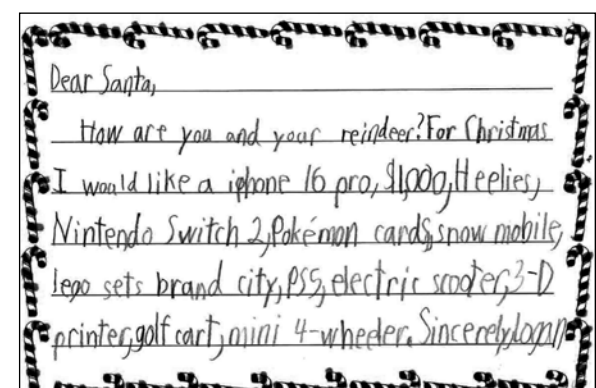 Dear Santa,
How are you and your reindeer? For Christmas
I would like a iphone 16 pro, $1,000, Heelies,
Nintendo Switch 2, Pokémon cards, snow mobile,
lego sets brand city, PS5, electric scooter, 3-D
printer, golf cart, mini 4-wheeler. Sincerely, logan